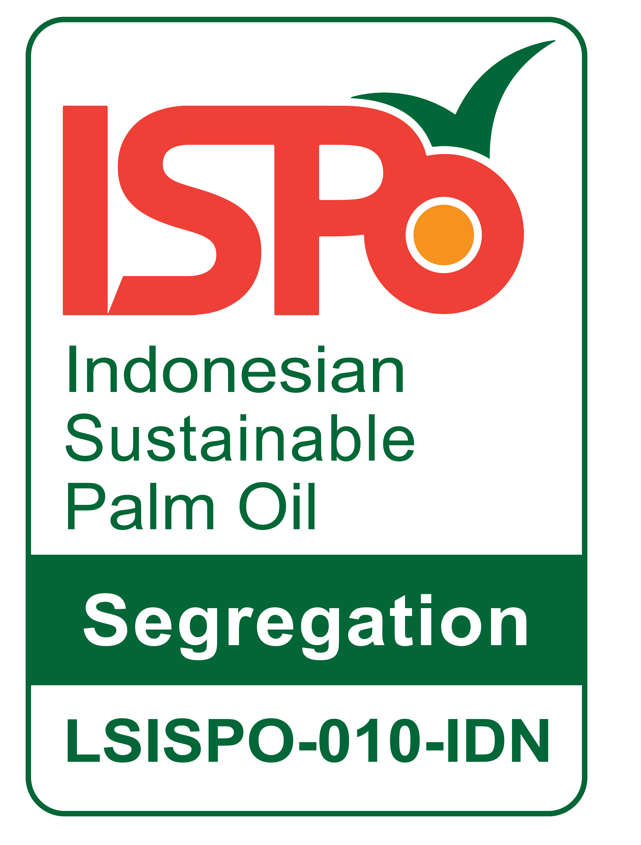 ISPO
Indonesian
Sustainable
Palm Oil
Segregation
LSISPO-010-IDN